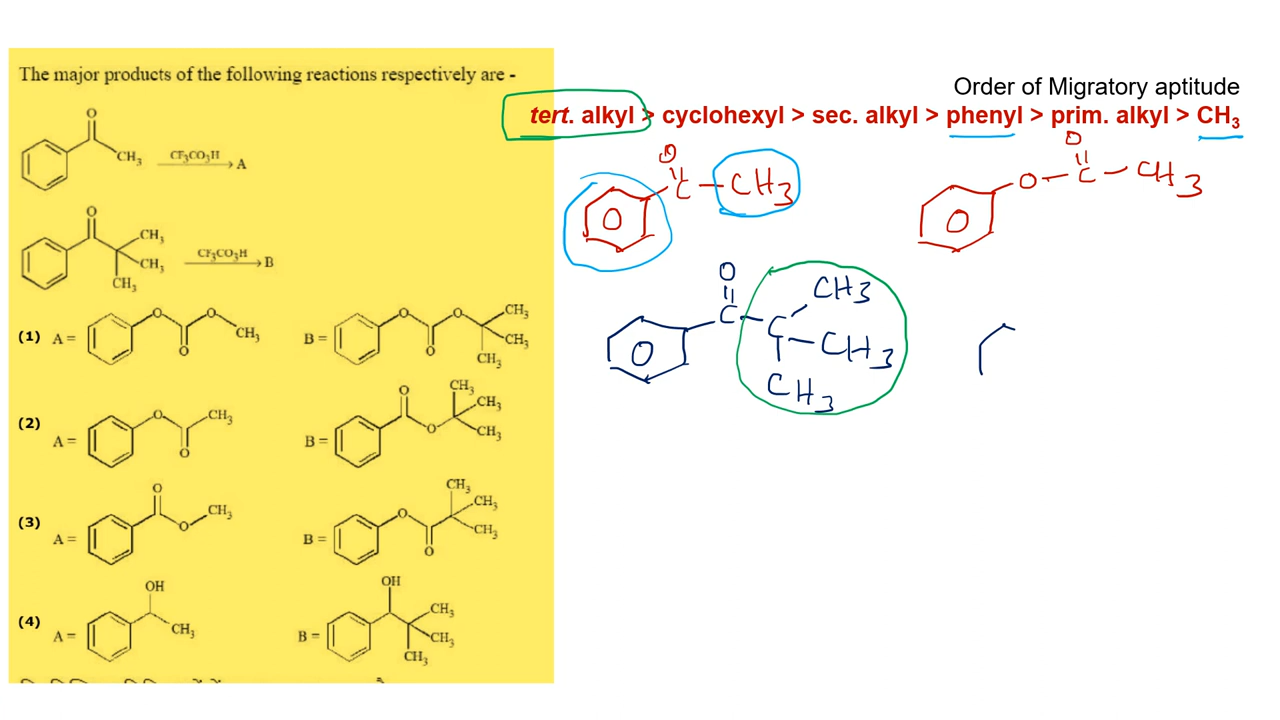 The major products of the following reactions respectively are -
O
CH3
CF3CO3H
A
O
CH3
CH3
CH3
CF3CO3H
B
(1) A = O O CH3 O
B = O O CH3 CH3 CH3 O
(2) A = O CH3 O
B = O O CH3 CH3 CH3
(3) A = O O CH3
B = O O CH3 CH3 CH3
(4) A = OH CH3
B = OH CH3 CH3 CH3
Order of Migratory aptitude
tert. alkyl > cyclohexyl > sec. alkyl > phenyl > prim. alkyl > CH3
O
C - CH3
O
O - C - CH3
O
C - C - CH3
CH3
CH3